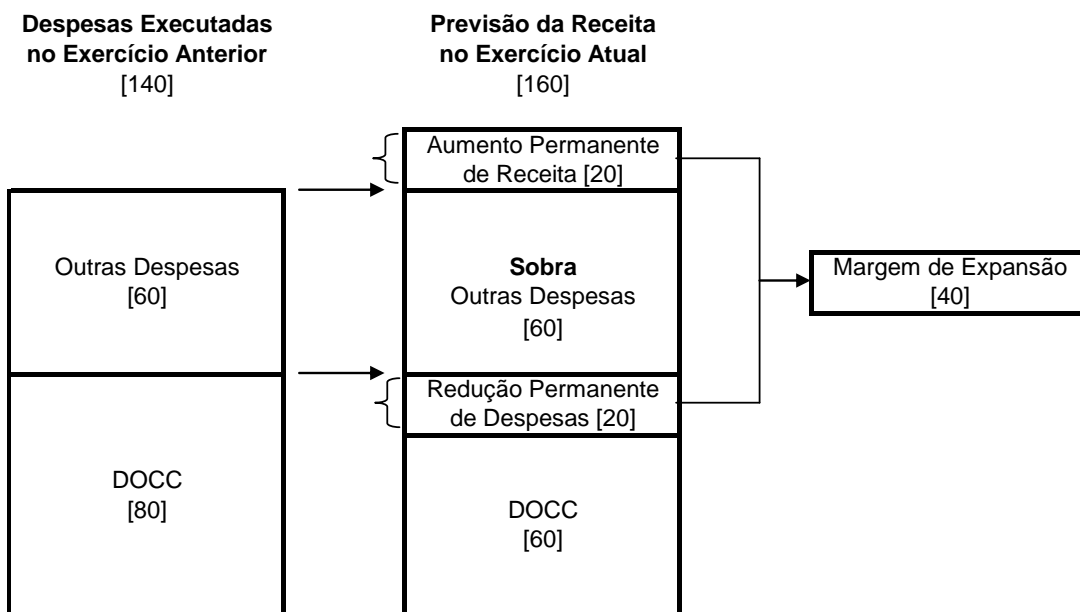 Despesas Executadas
no Exercício Anterior
[140]
Previsão da Receita
no Exercício Atual
[160]
Aumento Permanente
de Receita [20]
Outras Despesas
[60]
Sobra
Outras Despesas
[60]
Margem de Expansão
[40]
Redução Permanente
de Despesas [20]
DOCC
[80]
DOCC
[60]